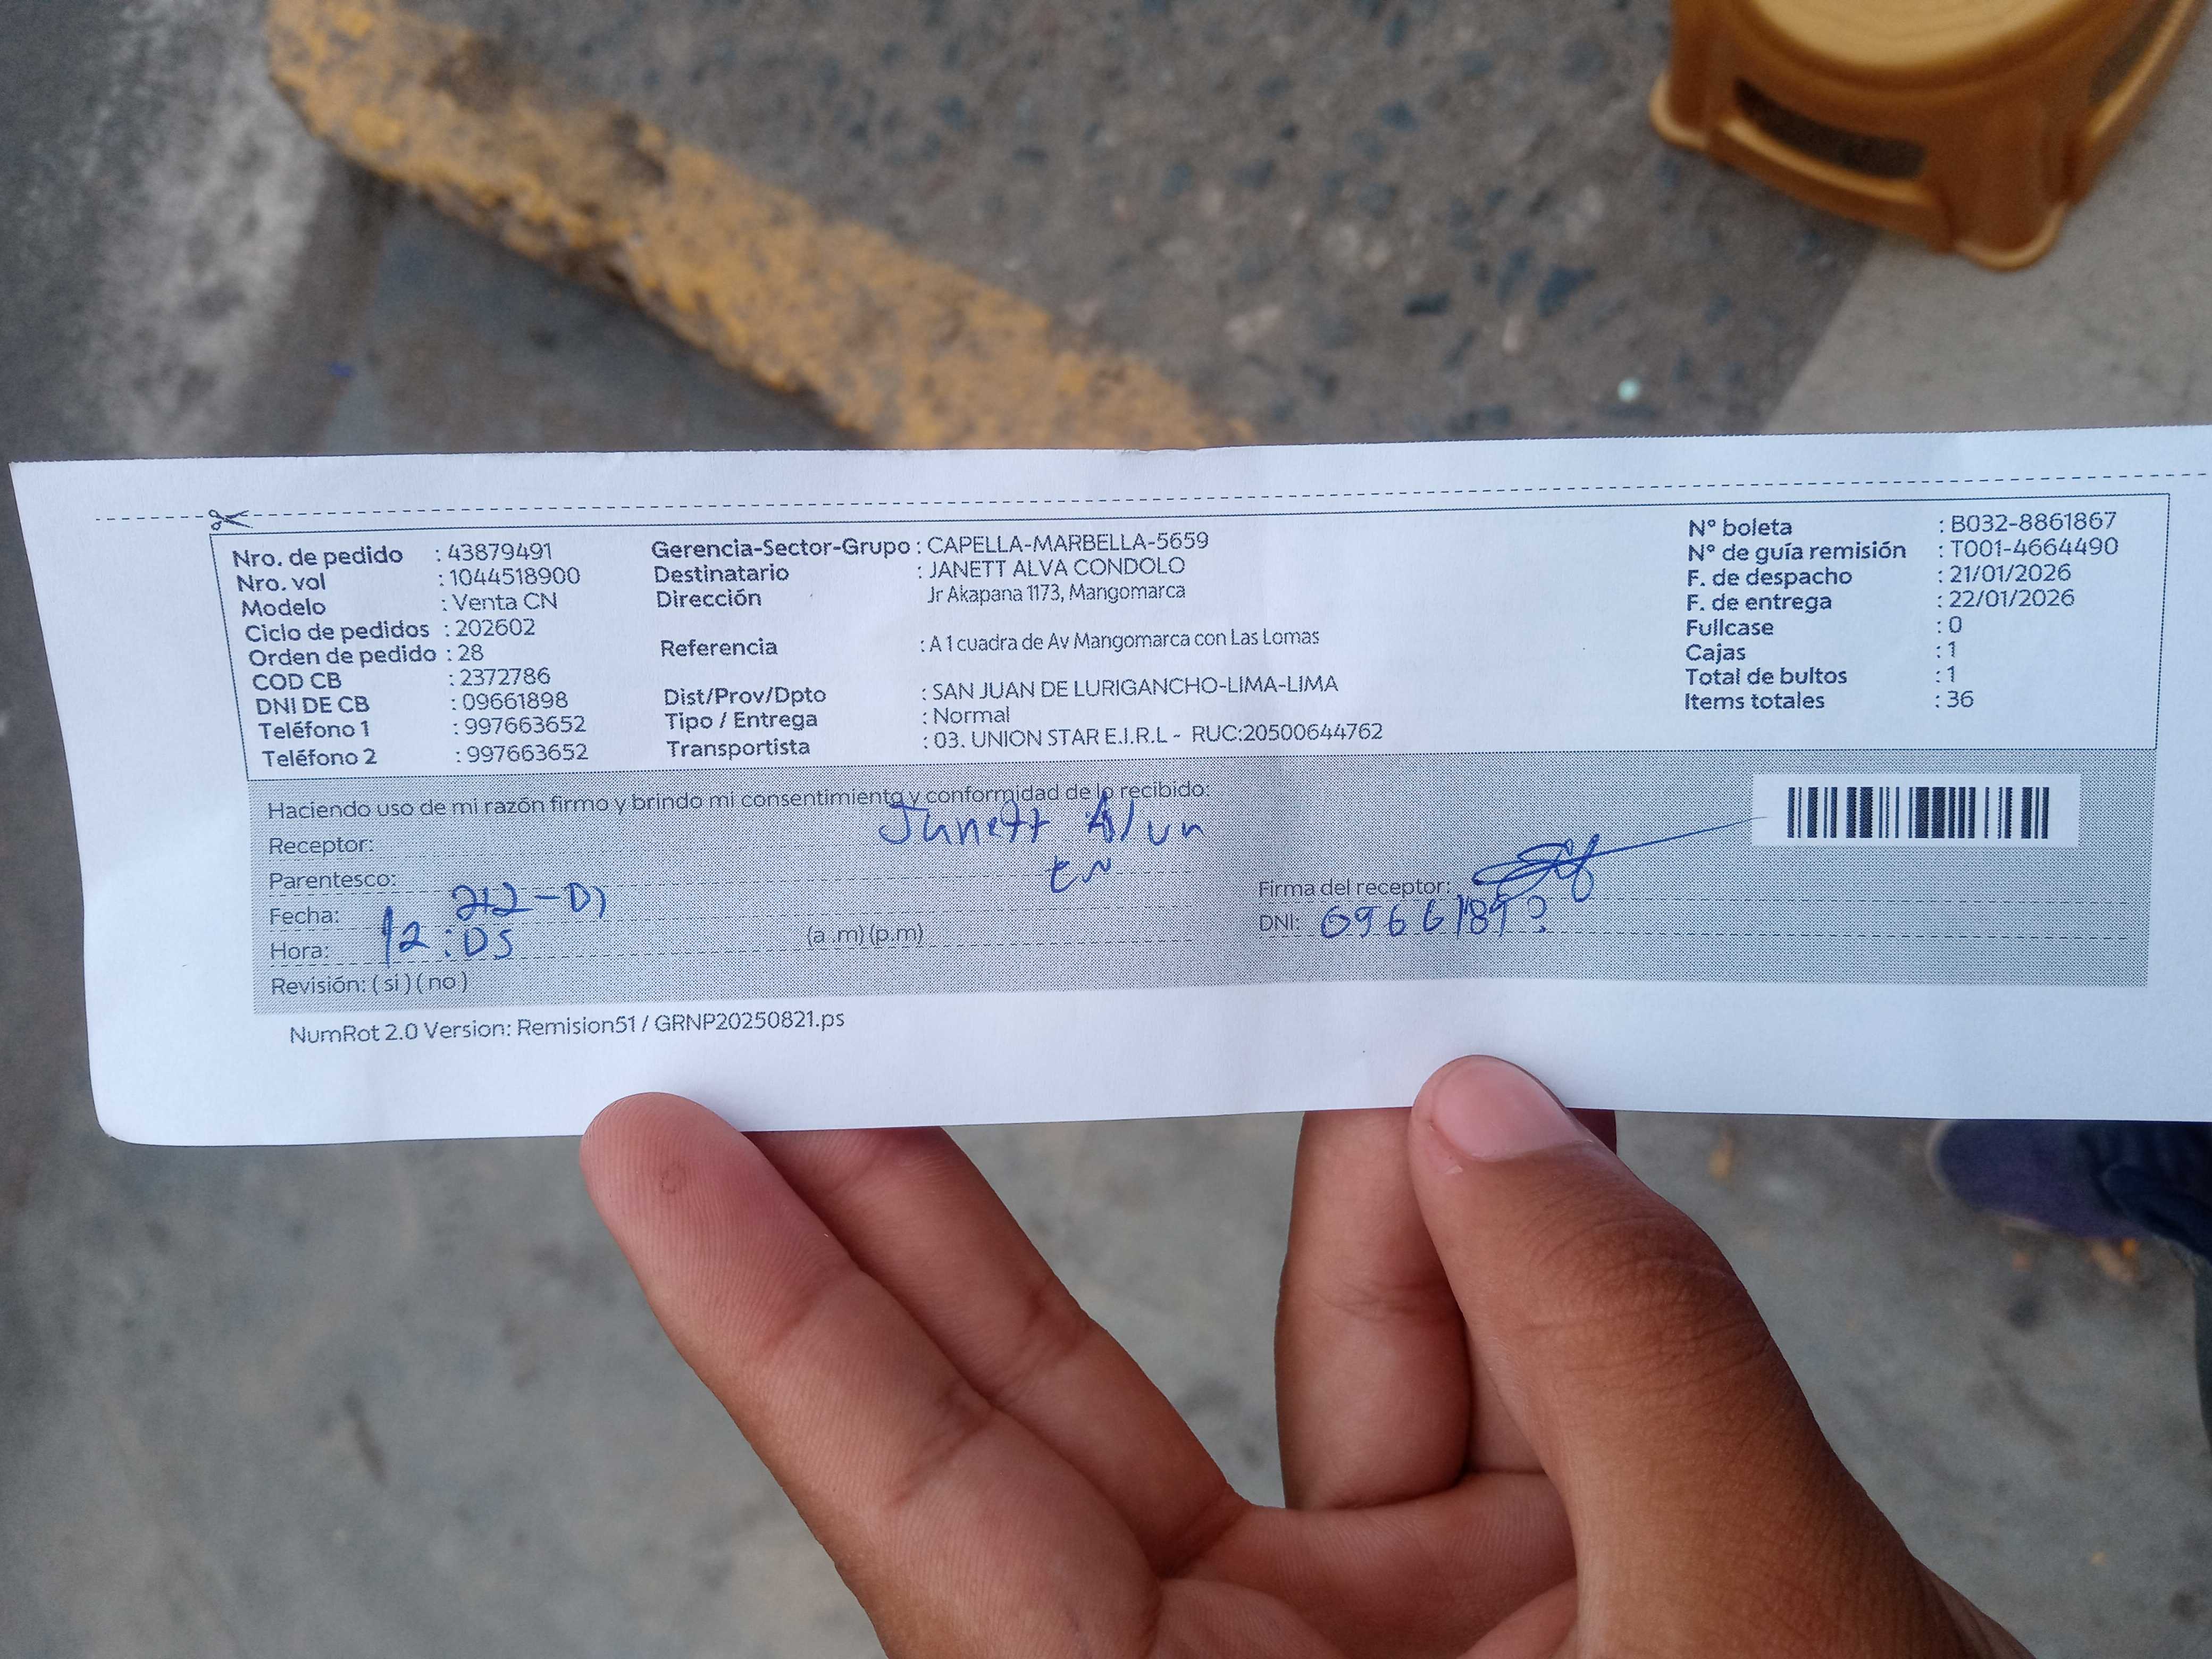 Nro. de pedido : 43879491
Nro. vol : 1044518900
Modelo : Venta CN
Ciclo de pedidos : 202602
Orden de pedido : 28
COD CB : 2372786
DNI DE CB : 09661898
Teléfono 1 : 997663652
Teléfono 2 : 997663652
Gerencia-Sector-Grupo : CAPELLA-MARBELLA-5659
Destinatario : JANETT ALVA CONDOLO
Dirección Jr Akapana 1173, Mangomarca
Referencia : A 1 cuadra de Av Mangomarca con Las Lomas
Dist/Prov/Dpto : SAN JUAN DE LURIGANCHO-LIMA-LIMA
Tipo / Entrega : Normal
Transportista : 03. UNION STAR E.I.R.L - RUC:20500644762
N° boleta : B032-8861867
N° de guía remisión : T001-4664490
F. de despacho : 21/01/2026
F. de entrega : 22/01/2026
Fullcase : 0
Cajas : 1
Total de bultos : 1
Items totales : 36
Haciendo uso de mi razón firmo y brindo mi consentimiento y conformidad de lo recibido:
Receptor: Janett Alva
Parentesco:
Fecha:
Hora: 12:05 (a .m) (p.m)
Revisión: ( si ) ( no )
Firma del receptor:
DNI:
NumRot 2.0 Version: Remision51 / GRNP20250821.ps